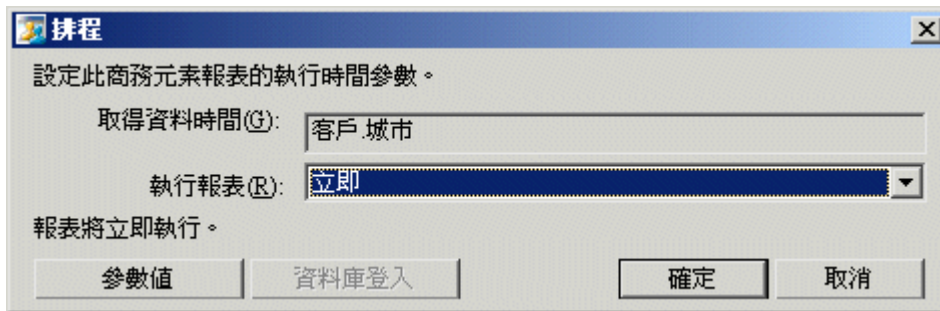 排程
設定此商務元素報表的執行時間參數。
取得資料時間(G): 客戶.城市
執行報表(R): 立即
報表將立即執行。
參數值 資料庫登入 確定 取消